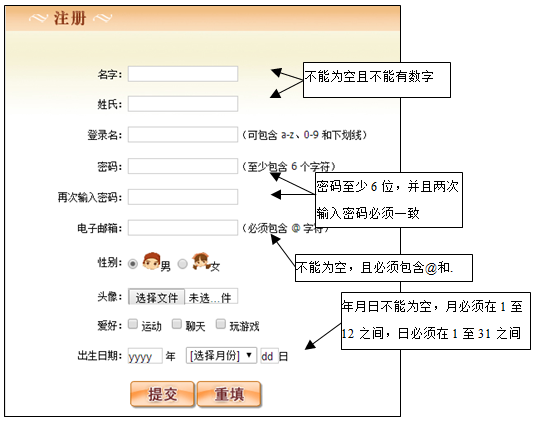 注册
名字：
不能为空且不能有数字
姓氏：
登录名： （可包含 a-z、0-9 和下划线）
密码： （至少包含 6 个字符）
密码至少 6 位，并且两次
输入密码必须一致
再次输入密码：
电子邮箱： （必须包含 @ 字符）
不能为空，且必须包含@和.
性别： 男 女
头像： 选择文件 未选...件
年月日不能为空，月必须在 1 至
12 之间，日必须在 1 至 31 之间
爱好： 运动 聊天 玩游戏
出生日期： yyyy 年 [选择月份] dd 日
提交 重填